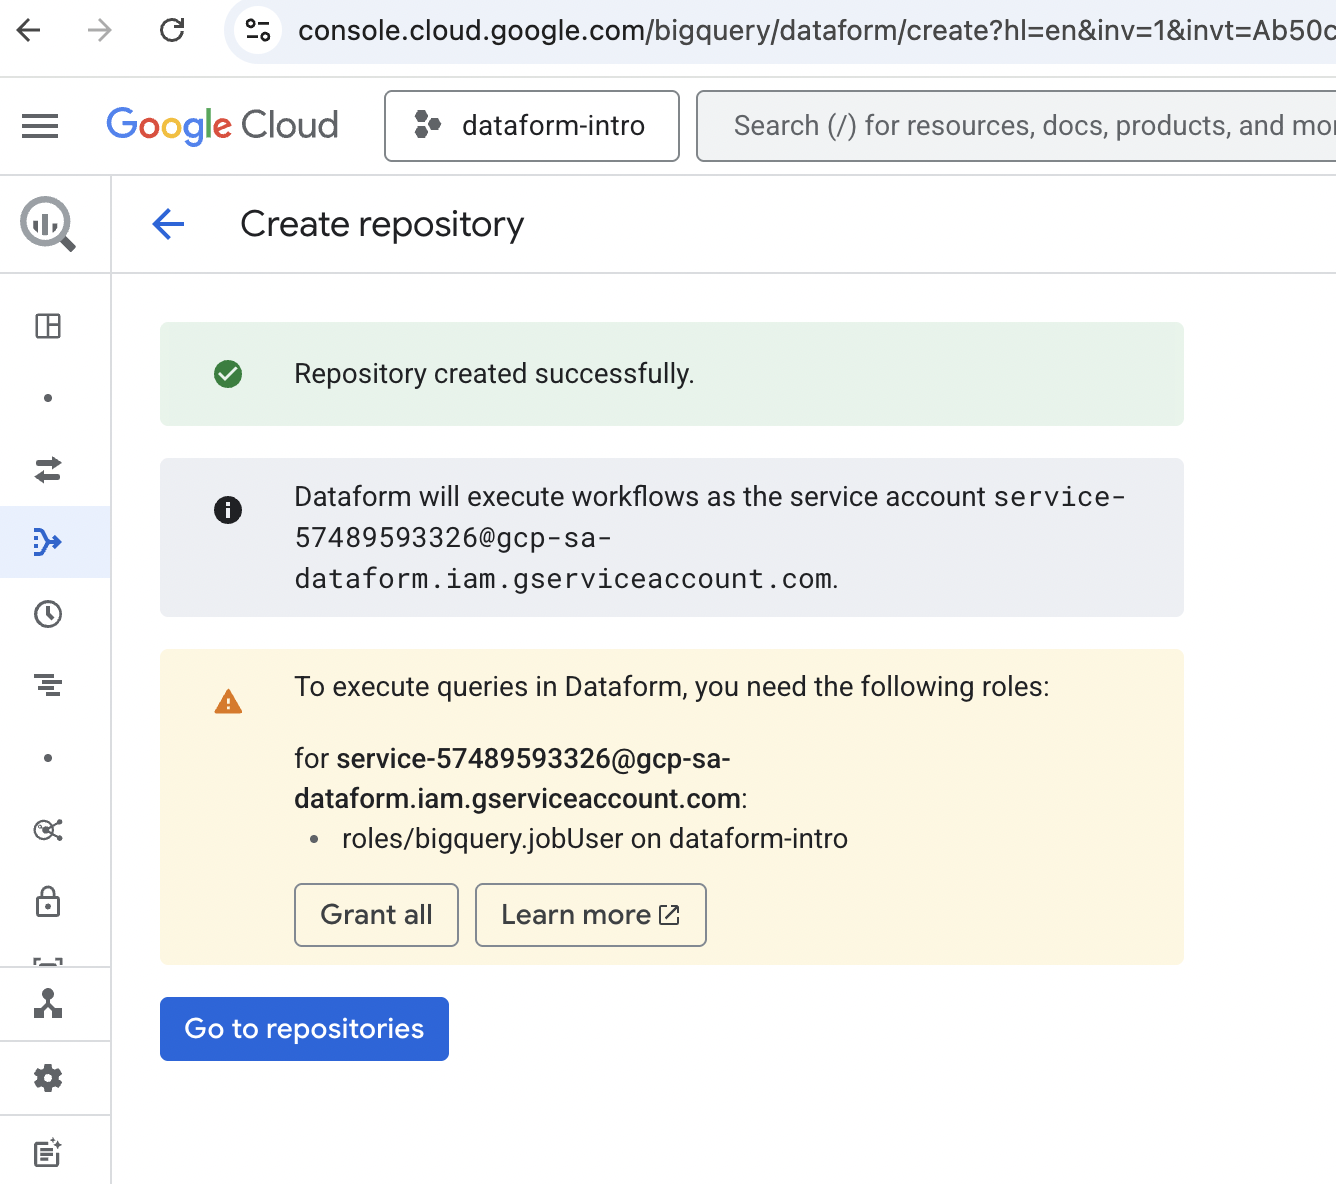 console.cloud.google.com/bigquery/dataform/create?hl=en&inv=1&invt=Ab50c
Google Cloud
dataform-intro
Search (/) for resources, docs, products, and mor
Create repository
Repository created successfully.
Dataform will execute workflows as the service account service-
57489593326@gcp-sa-
dataform.iam.gserviceaccount.com.
To execute queries in Dataform, you need the following roles:
for service-57489593326@gcp-sa-
dataform.iam.gserviceaccount.com:
• roles/bigquery.jobUser on dataform-intro
Grant all
Learn more
Go to repositories